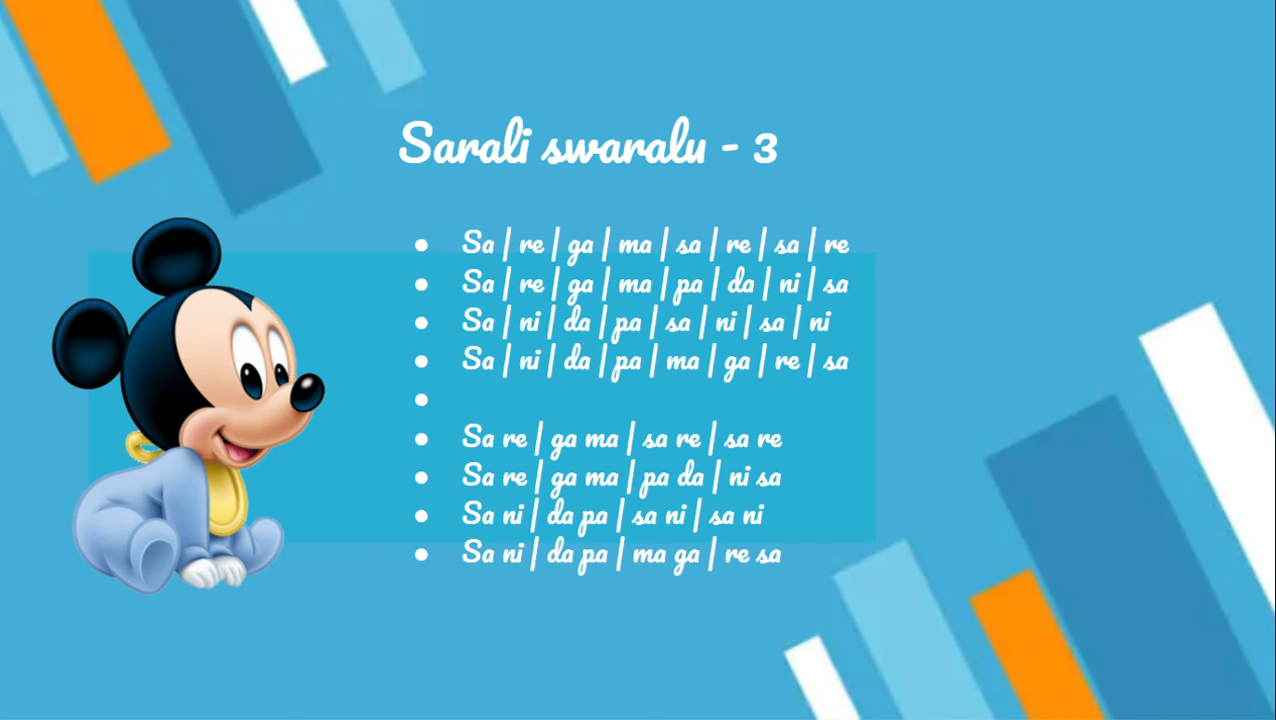 Sarali swaralu - 3
● Sa | re | ga | ma | sa | re | sa | re
● Sa | re | ga | ma | pa | da | ni | sa
● Sa | ni | da | pa | sa | ni | sa | ni
● Sa | ni | da | pa | ma | ga | re | sa
●
● Sa re | ga ma | sa re | sa re
● Sa re | ga ma | pa da | ni sa
● Sa ni | da pa | sa ni | sa ni
● Sa ni | da pa | ma ga | re sa